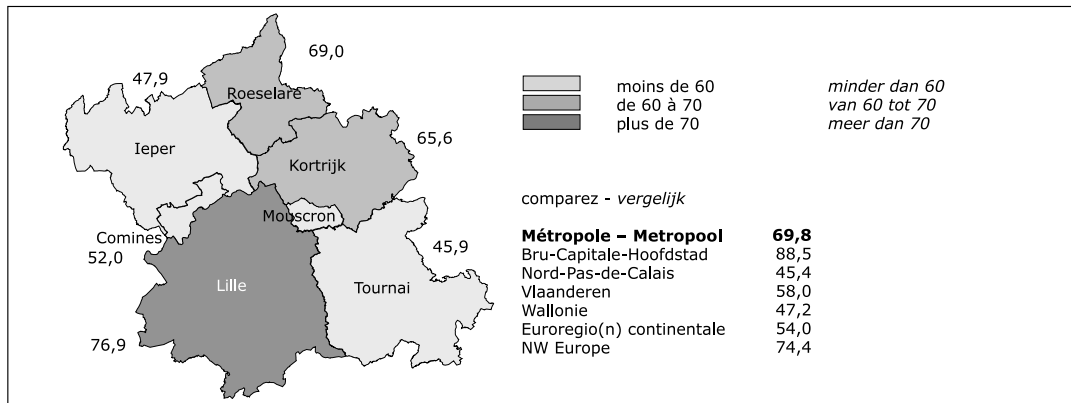 69,0
47,9
Roeselare
65,6
Ieper
Kortrijk
Mouscron
Comines
52,0
45,9
Lille
Tournai
76,9
moins de 60 minder dan 60
de 60 à 70 van 60 tot 70
plus de 70 meer dan 70
comparez - vergelijk
Métropole – Metropool 69,8
Bru-Capitale-Hoofdstad 88,5
Nord-Pas-de-Calais 45,4
Vlaanderen 58,0
Wallonie 47,2
Euroregio(n) continentale 54,0
NW Europe 74,4